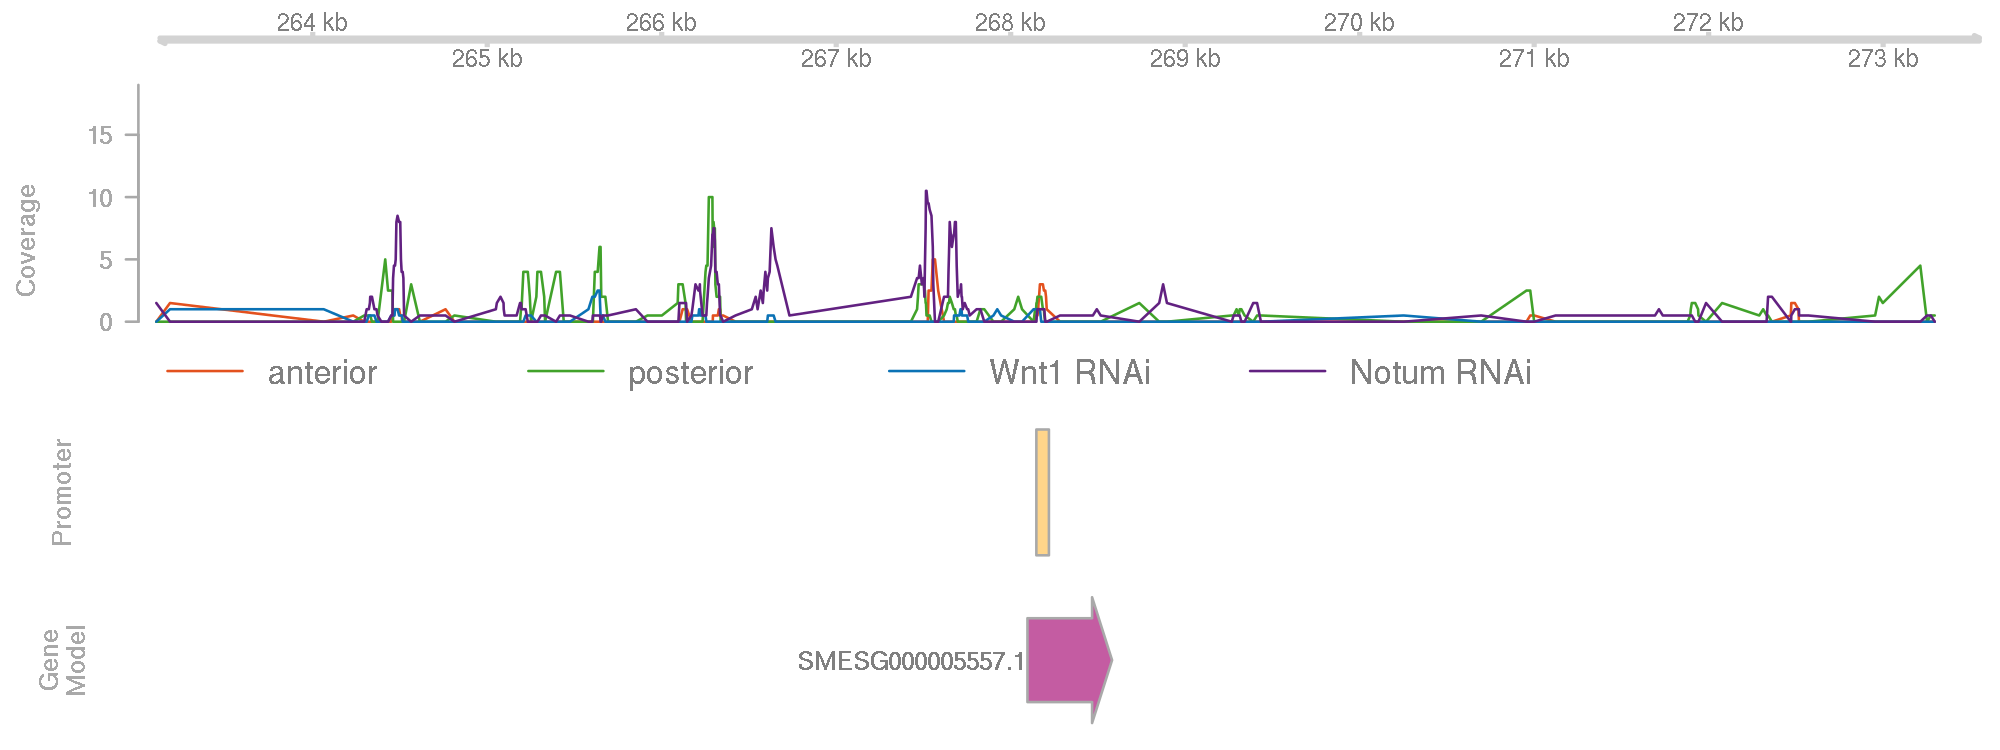 264 kb 266 kb 268 kb 270 kb 272 kb
265 kb 267 kb 269 kb 271 kb 273 kb
Coverage
15
10
5
0
anterior posterior Wnt1 RNAi Notum RNAi
Promoter
Gene
Model
SMESG000005557.1